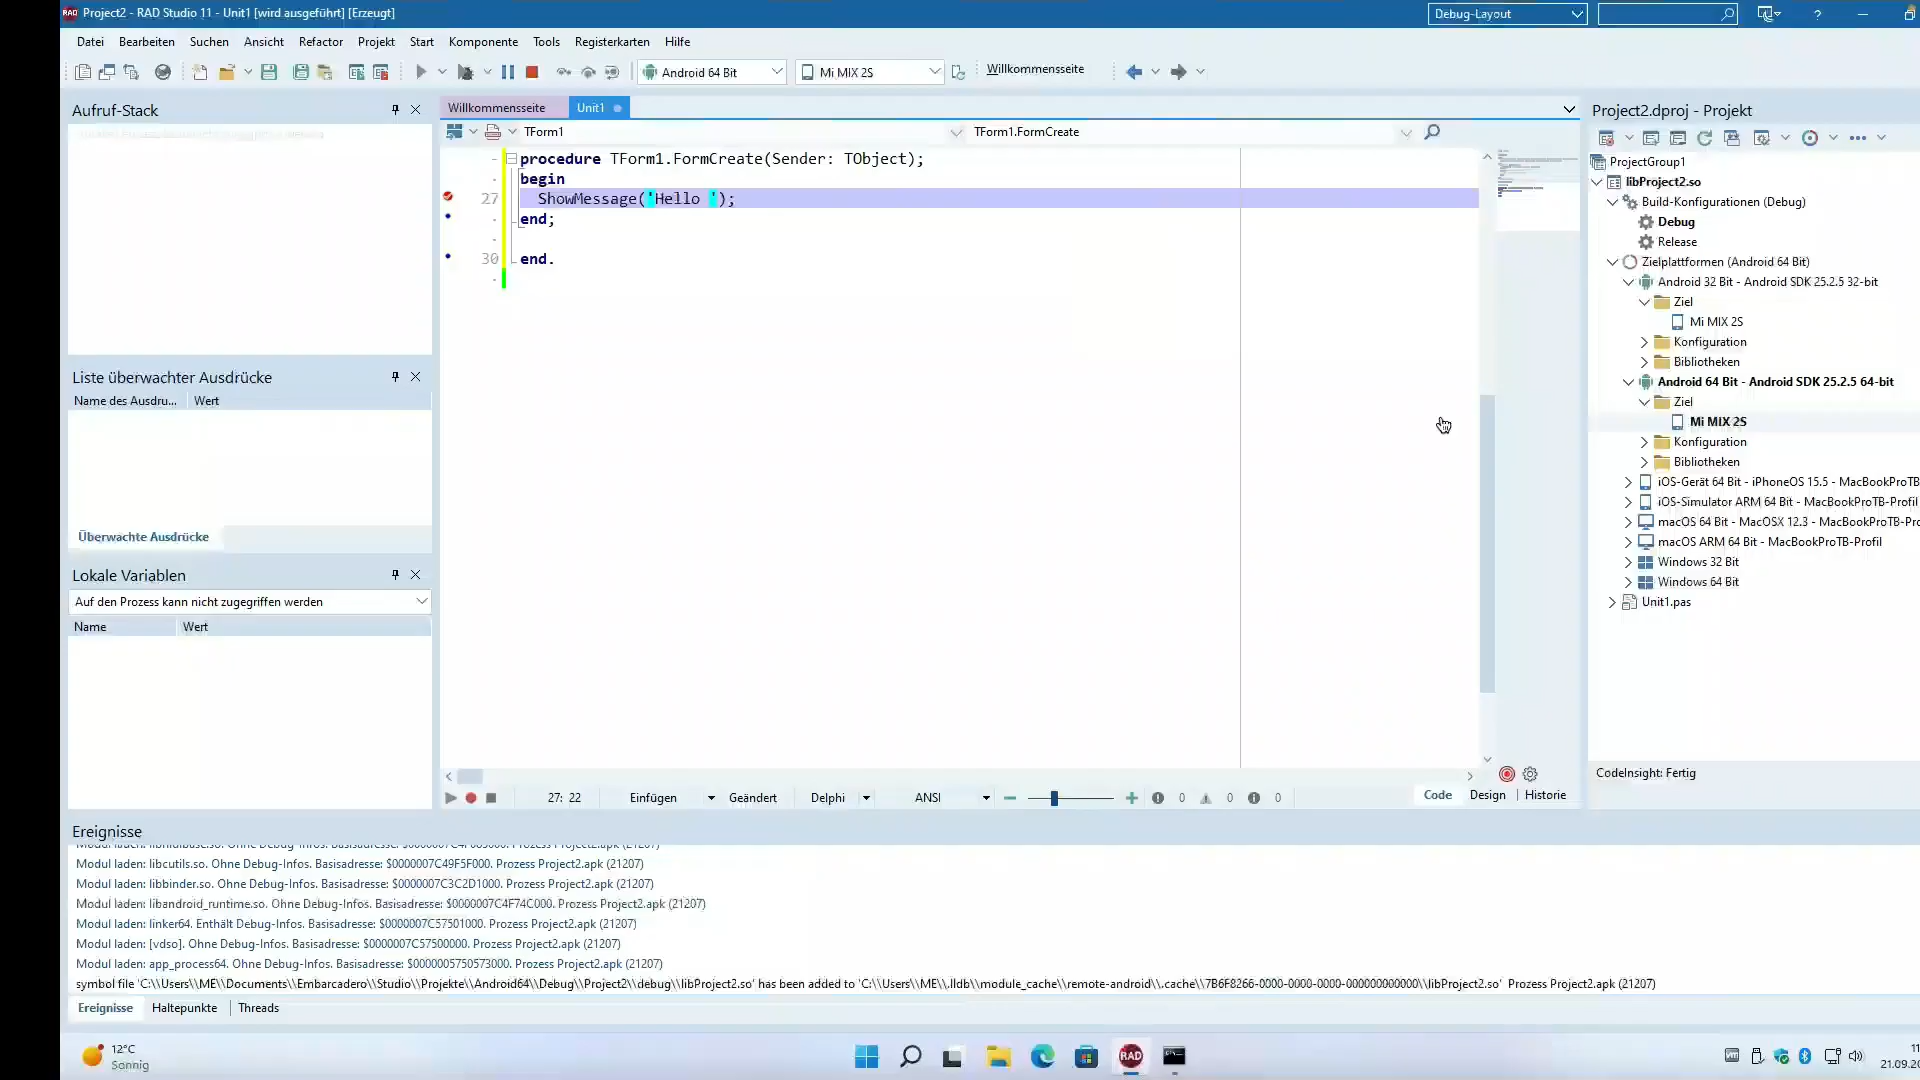 Project2 - RAD Studio 11 - Unit1 [wird ausgeführt] [Erzeugt]
Debug-Layout
?
Datei Bearbeiten Suchen Ansicht Refactor Projekt Start Komponente Tools Registerkarten Hilfe
Android 64 Bit
Mi MIX 2S
Willkommensseite
Aufruf-Stack
Willkommensseite
Unit1
Project2.dproj - Projekt
TForm1
TForm1.FormCreate
procedure TForm1.FormCreate(Sender: TObject);
begin
27 ShowMessage('Hello ');
end;
30 end.
ProjectGroup1
libProject2.so
Build-Konfigurationen (Debug)
Debug
Release
Zielplattformen (Android 64 Bit)
Android 32 Bit - Android SDK 25.2.5 32-bit
Ziel
Mi MIX 2S
Konfiguration
Bibliotheken
Android 64 Bit - Android SDK 25.2.5 64-bit
Ziel
Mi MIX 2S
Konfiguration
Bibliotheken
iOS-Gerät 64 Bit - iPhoneOS 15.5 - MacBookProTB
iOS-Simulator ARM 64 Bit - MacBookProTB-Profil
macOS 64 Bit - MacOSX 12.3 - MacBookProTB-Pro
macOS ARM 64 Bit - MacBookProTB-Profil
Windows 32 Bit
Windows 64 Bit
Unit1.pas
Liste überwachter Ausdrücke
Name des Ausdru... Wert
Überwachte Ausdrücke
Lokale Variablen
Auf den Prozess kann nicht zugegriffen werden
Name Wert
CodeInsight: Fertig
27: 22 Einfügen Geändert Delphi ANSI 0 0 0
Code Design Historie
Ereignisse
Modul laden: libcutils.so. Ohne Debug-Infos. Basisadresse: $0000007C49F5F000. Prozess Project2.apk (21207)
Modul laden: libbinder.so. Ohne Debug-Infos. Basisadresse: $0000007C3C2D1000. Prozess Project2.apk (21207)
Modul laden: libandroid_runtime.so. Ohne Debug-Infos. Basisadresse: $0000007C4F74C000. Prozess Project2.apk (21207)
Modul laden: linker64. Enthält Debug-Infos. Basisadresse: $0000007C57501000. Prozess Project2.apk (21207)
Modul laden: [vdso]. Ohne Debug-Infos. Basisadresse: $0000007C57500000. Prozess Project2.apk (21207)
Modul laden: app_process64. Ohne Debug-Infos. Basisadresse: $0000005750573000. Prozess Project2.apk (21207)
symbol file 'C:\\Users\\ME\\Documents\\Embarcadero\\Studio\\Projekte\\Android64\\Debug\\Project2\\debug\\libProject2.so' has been added to 'C:\\Users\\ME\\.lldb\\module_cache\\remote-android\\.cache\\7B6F8266-0000-0000-0000-000000000000\\libProject2.so' Prozess Project2.apk (21207)
Ereignisse Haltepunkte Threads
12°C
Sonnig
RAD
11
21.09.20